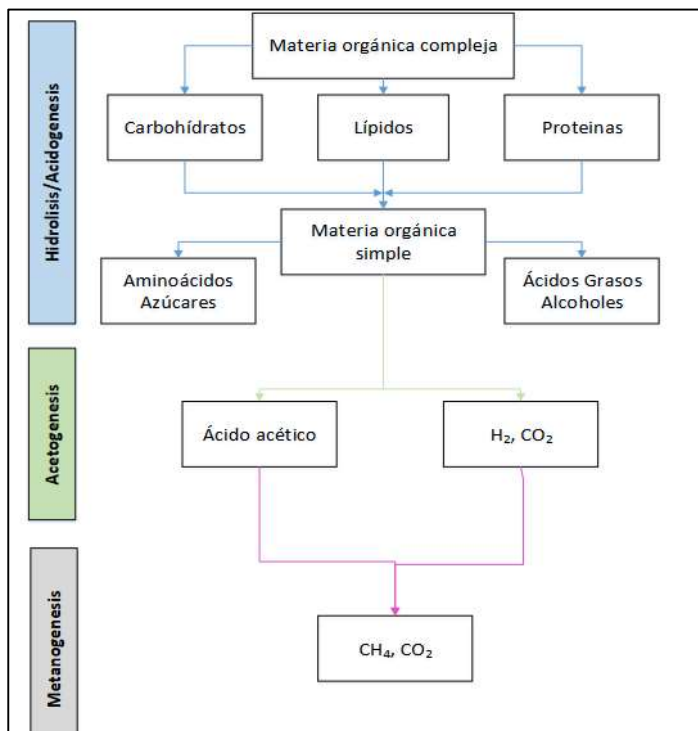 Materia orgánica compleja
Carbohídratos
Lípidos
Proteinas
Hidrolisis/Acidogenesis
Materia orgánica
simple
Aminoácidos
Azúcares
Ácidos Grasos
Alcoholes
Acetogenesis
Ácido acético
H₂, CO₂
Metanogenesis
CH₄, CO₂